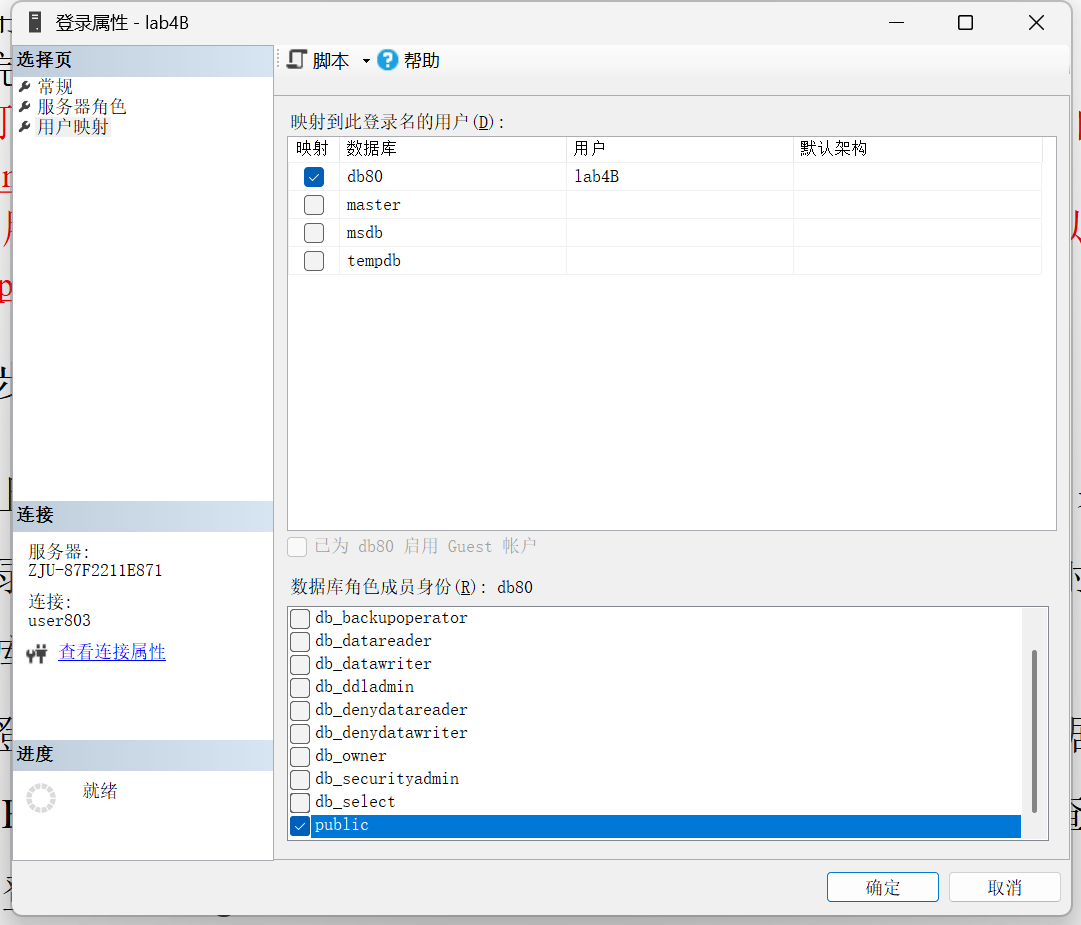 登录属性 - lab4B
选择页
常规
服务器角色
用户映射
脚本 帮助
映射到此登录名的用户(D):
映射 数据库 用户 默认架构
db80 lab4B
master
msdb
tempdb
已为 db80 启用 Guest 帐户
数据库角色成员身份(R): db80
db_backupoperator
db_datareader
db_datawriter
db_ddladmin
db_denydatareader
db_denydatawriter
db_owner
db_securityadmin
db_select
public
连接
服务器:
ZJU-87F2211E871
连接:
user803
查看连接属性
进度
就绪
确定 取消